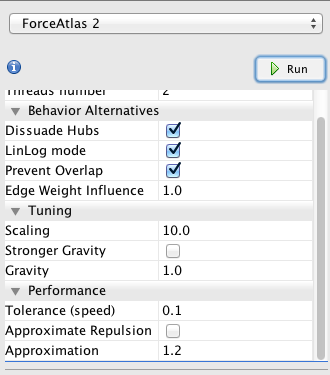 ForceAtlas 2
Run
Threads number 2
Behavior Alternatives
Dissuade Hubs
LinLog mode
Prevent Overlap
Edge Weight Influence 1.0
Tuning
Scaling 10.0
Stronger Gravity
Gravity 1.0
Performance
Tolerance (speed) 0.1
Approximate Repulsion
Approximation 1.2